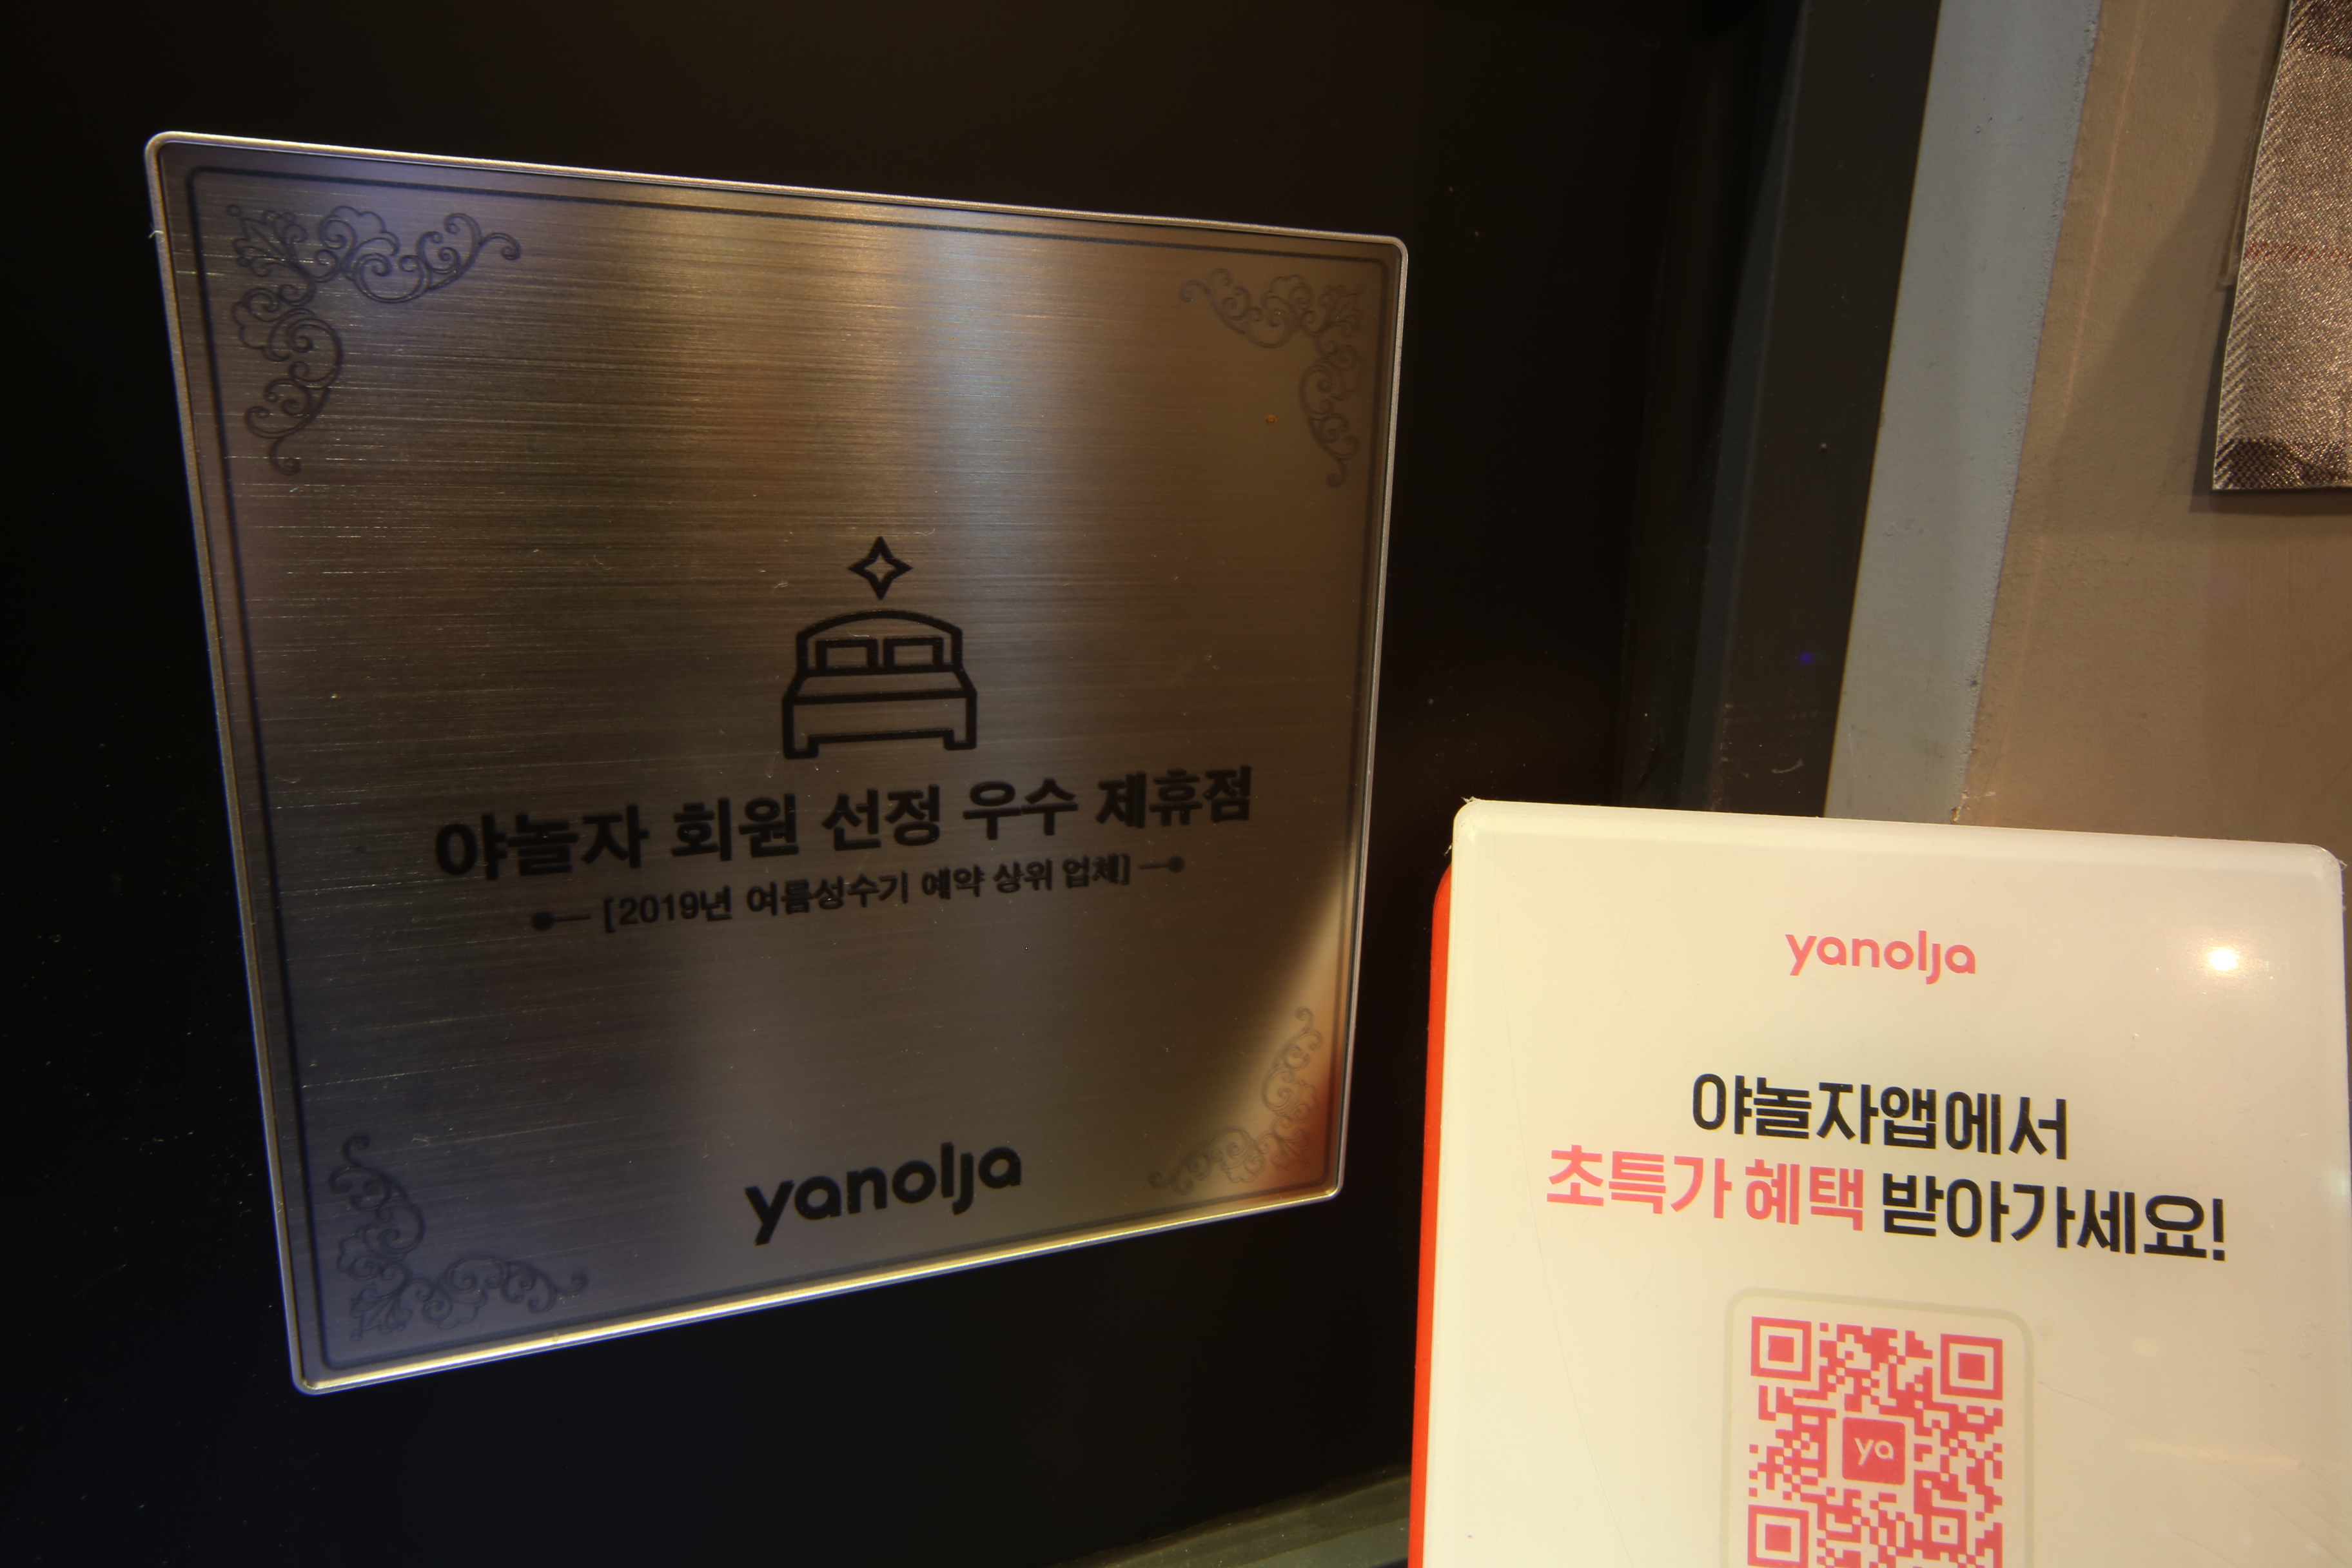 야놀자 회원 선정 우수 제휴점
[2019년 여름성수기 예약 상위 업체]
yanolja
yanolja
야놀자앱에서
초특가 혜택 받아가세요!
ya